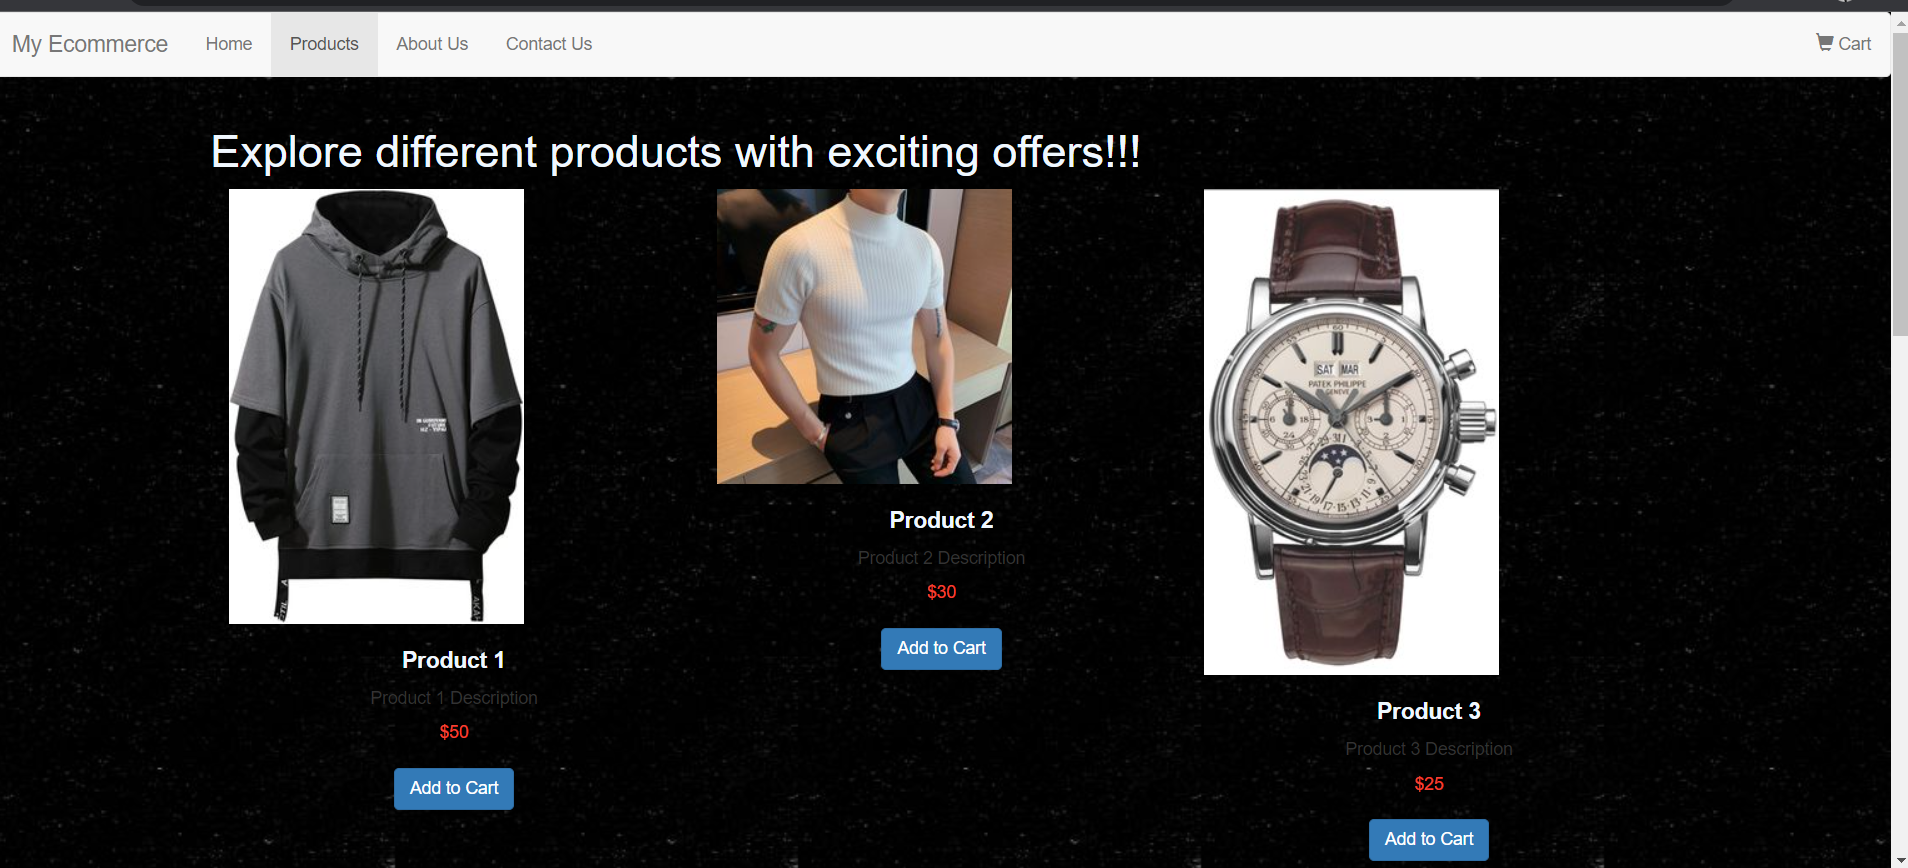 My Ecommerce Home Products About Us Contact Us Cart
Explore different products with exciting offers!!!
SAT MAR
PATEK PHILIPPE
GENEVE
Product 1
Product 1 Description
$50
Add to Cart
Product 2
Product 2 Description
$30
Add to Cart
Product 3
Product 3 Description
$25
Add to Cart